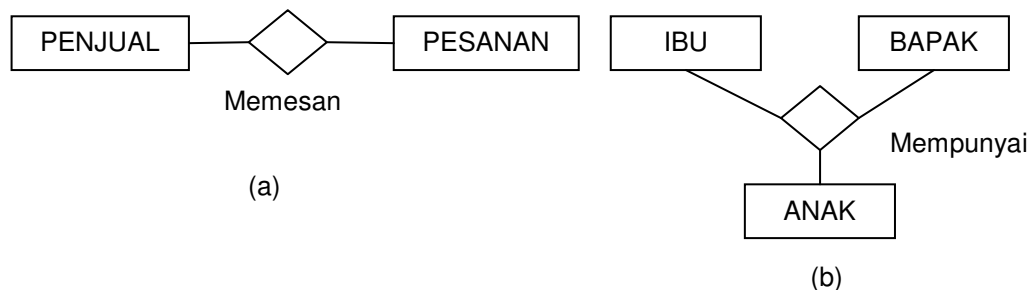 PENJUAL
PESANAN
Memesan
(a)
IBU
BAPAK
Mempunyai
ANAK
(b)